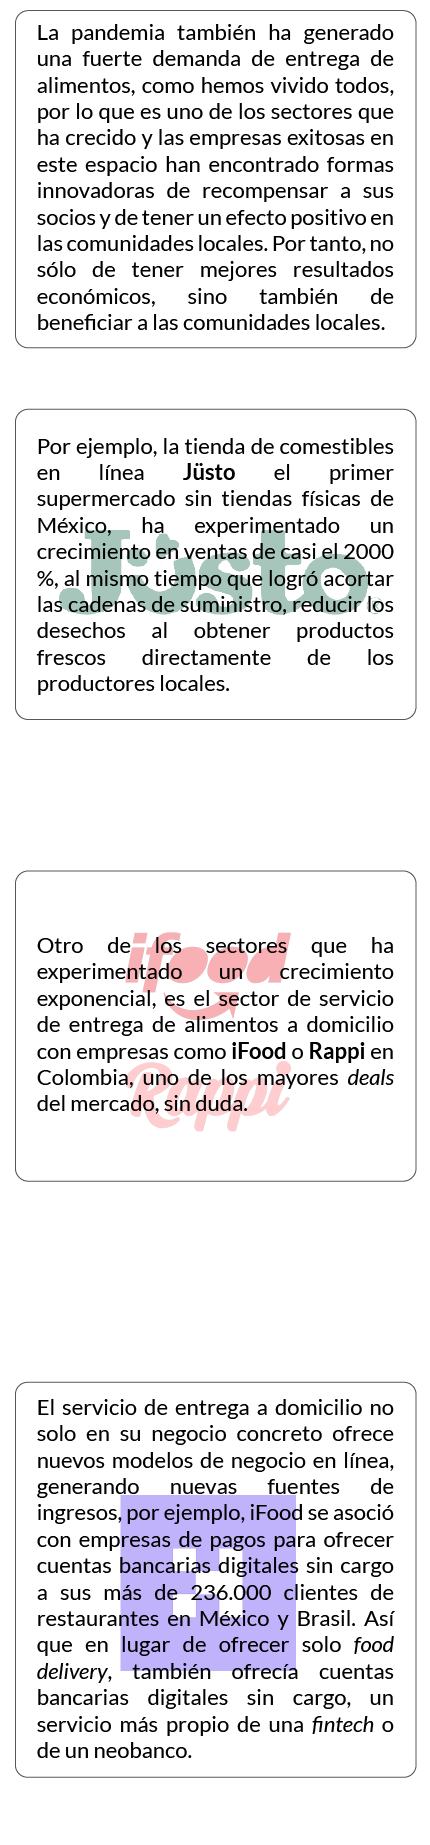 La pandemia también ha generado
una fuerte demanda de entrega de
alimentos, como hemos vivido todos,
por lo que es uno de los sectores que
ha crecido y las empresas exitosas en
este espacio han encontrado formas
innovadoras de recompensar a sus
socios y de tener un efecto positivo en
las comunidades locales. Por tanto, no
sólo de tener mejores resultados
económicos, sino también de
beneficiar a las comunidades locales.
Por ejemplo, la tienda de comestibles
en línea Jüsto el primer
supermercado sin tiendas físicas de
México, ha experimentado un
crecimiento en ventas de casi el 2000
%, al mismo tiempo que logró acortar
las cadenas de suministro, reducir los
desechos al obtener productos
frescos directamente de los
productores locales.
Jüsto
Otro de los sectores que ha
experimentado un crecimiento
exponencial, es el sector de servicio
de entrega de alimentos a domicilio
con empresas como iFood o Rappi en
Colombia, uno de los mayores deals
del mercado, sin duda.
ifood
Rappi
El servicio de entrega a domicilio no
solo en su negocio concreto ofrece
nuevos modelos de negocio en línea,
generando nuevas fuentes de
ingresos, por ejemplo, iFood se asoció
con empresas de pagos para ofrecer
cuentas bancarias digitales sin cargo
a sus más de 236.000 clientes de
restaurantes en México y Brasil. Así
que en lugar de ofrecer solo food
delivery, también ofrecía cuentas
bancarias digitales sin cargo, un
servicio más propio de una fintech o
de un neobanco.